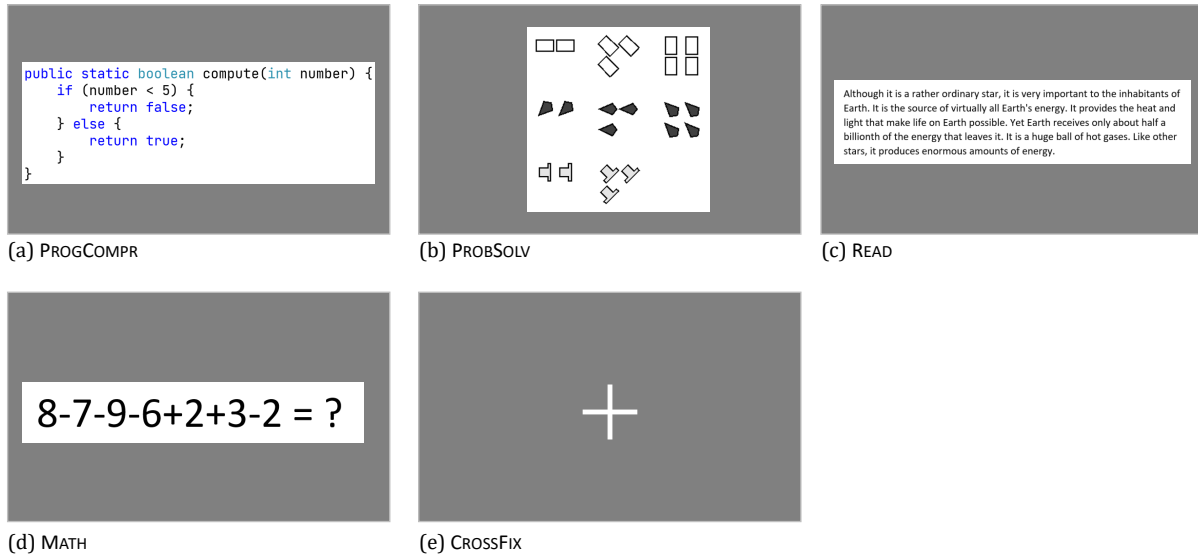 public static boolean compute(int number) {
    if (number < 5) {
        return false;
    } else {
        return true;
    }
}
(a) PROGCOMPR
(b) PROBSOLV
Although it is a rather ordinary star, it is very important to the inhabitants of
Earth. It is the source of virtually all Earth's energy. It provides the heat and
light that make life on Earth possible. Yet Earth receives only about half a
billionth of the energy that leaves it. It is a huge ball of hot gases. Like other
stars, it produces enormous amounts of energy.
(c) READ
8-7-9-6+2+3-2 = ?
(d) MATH
(e) CROSSFIX